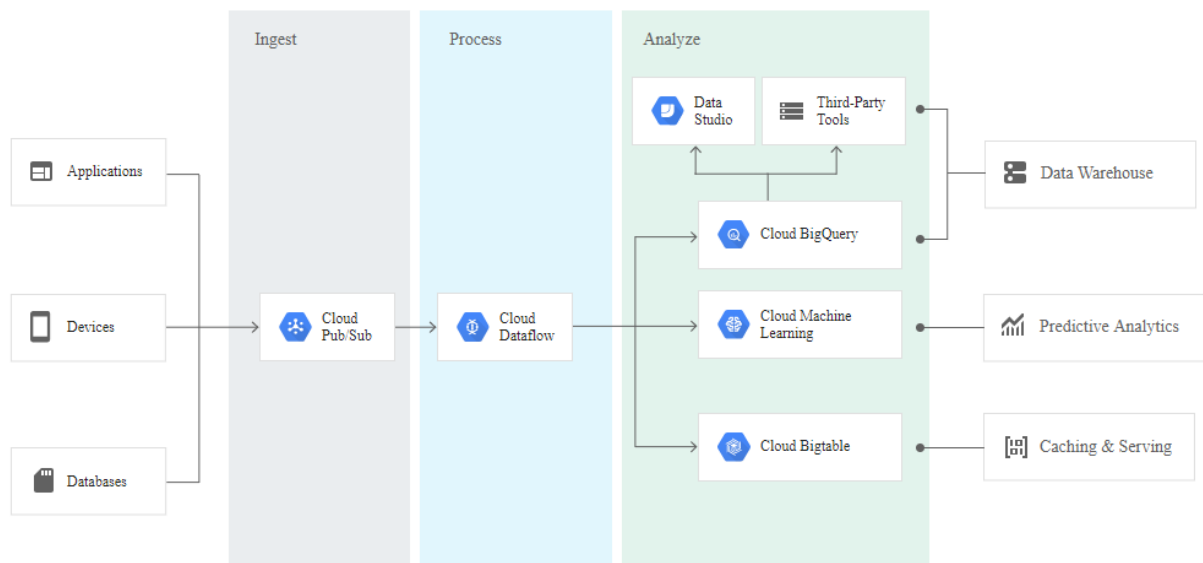 Ingest
Process
Analyze
Data
Studio
Third-Party
Tools
Applications
Data Warehouse
Cloud BigQuery
Devices
Cloud
Pub/Sub
Cloud
Dataflow
Cloud Machine
Learning
Predictive Analytics
Databases
Cloud Bigtable
Caching & Serving